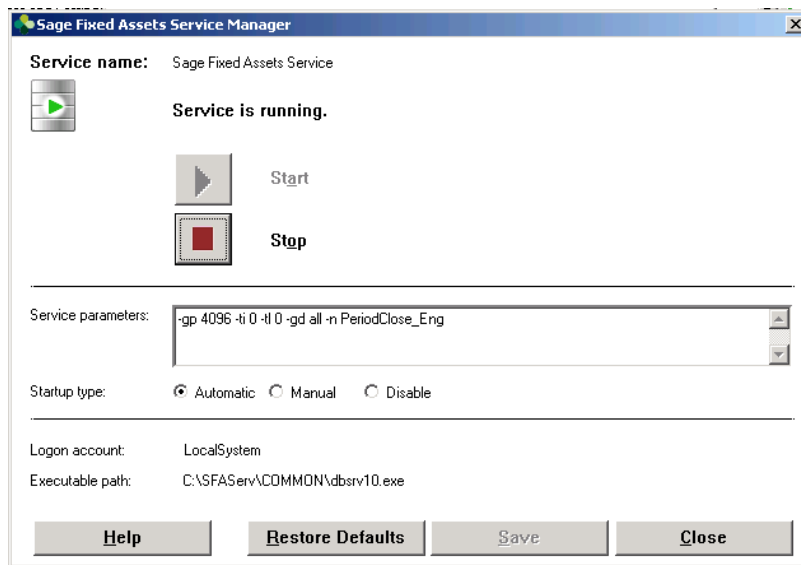 Sage Fixed Assets Service Manager
Service name: Sage Fixed Assets Service
Service is running.
Start
Stop
Service parameters: -gp 4096 -ti 0 -tl 0 -gd all -n PeriodClose_Eng
Startup type: Automatic Manual Disable
Logon account: LocalSystem
Executable path: C:\SFAServ\COMMON\dbsrv10.exe
Help Restore Defaults Save Close